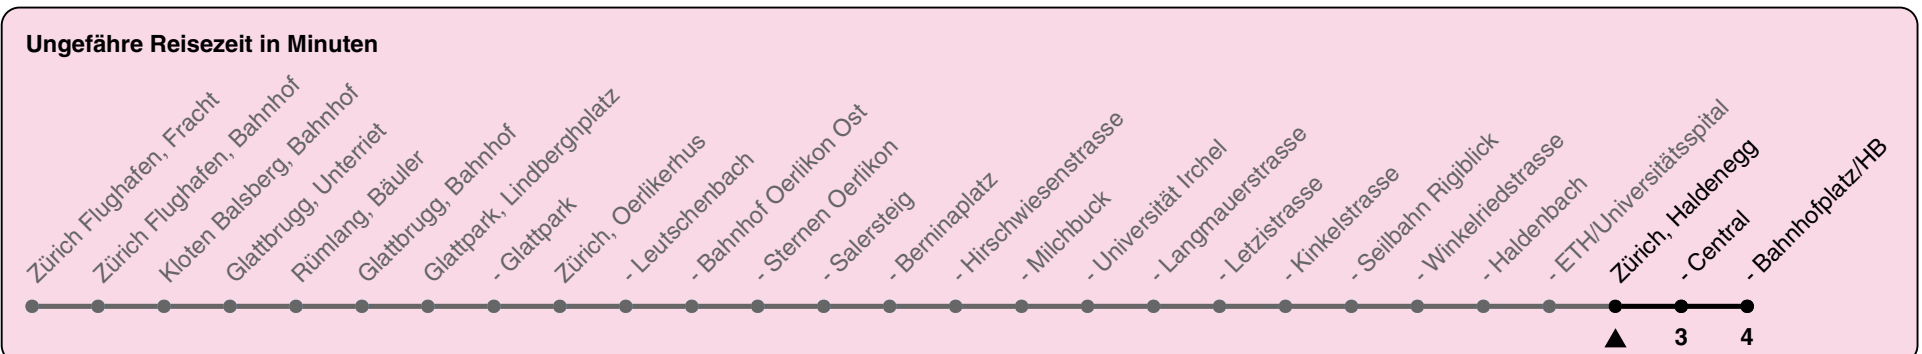 Ungefähre Reisezeit in Minuten
Zürich Flughafen, Fracht
Zürich Flughafen, Bahnhof
Kloten Balsberg, Bahnhof
Glattbrugg, Unterriet
Rümlang, Bäuler
Glattbrugg, Bahnhof
Glattpark, Lindberghplatz
- Glattpark
Zürich, Oerlikerhus
- Leutschenbach
- Bahnhof Oerlikon Ost
- Sternen Oerlikon
- Salersteig
- Berninaplatz
- Hirschwiesenstrasse
- Milchbuck
- Universität Irchel
- Langmauerstrasse
- Letzistrasse
- Kinkelstrasse
- Seilbahn Rigiblick
- Winkelriedstrasse
- Haldenbach
- ETH/Universitätsspital
Zürich, Haldenegg
- Central
- Bahnhofplatz/HB
3 4